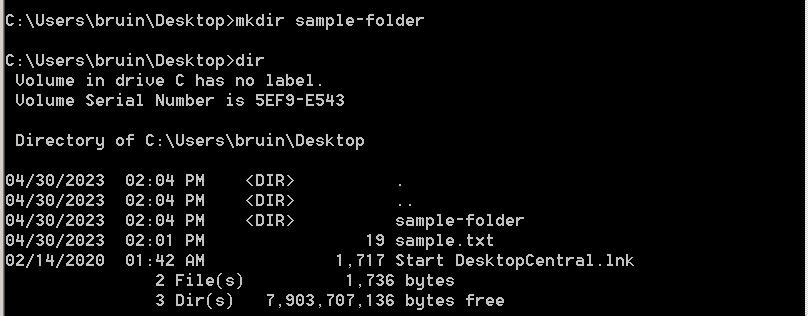 C:\Users\bruin\Desktop>mkdir sample-folder
C:\Users\bruin\Desktop>dir
 Volume in drive C has no label.
 Volume Serial Number is 5EF9-E543
 Directory of C:\Users\bruin\Desktop
04/30/2023  02:04 PM    <DIR>          .
04/30/2023  02:04 PM    <DIR>          ..
04/30/2023  02:04 PM    <DIR>          sample-folder
04/30/2023  02:01 PM                19 sample.txt
02/14/2020  01:42 AM             1,717 Start DesktopCentral.lnk
               2 File(s)          1,736 bytes
               3 Dir(s)   7,903,707,136 bytes free